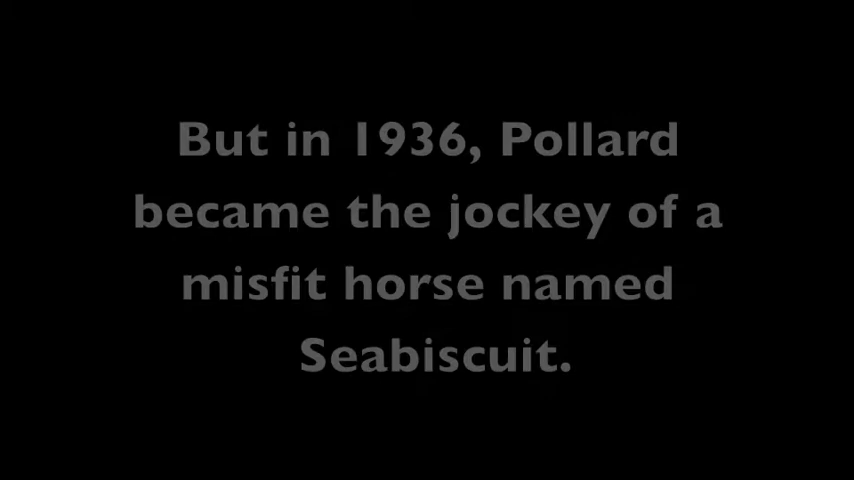 But in 1936, Pollard
became the jockey of a
misfit horse named
Seabiscuit.